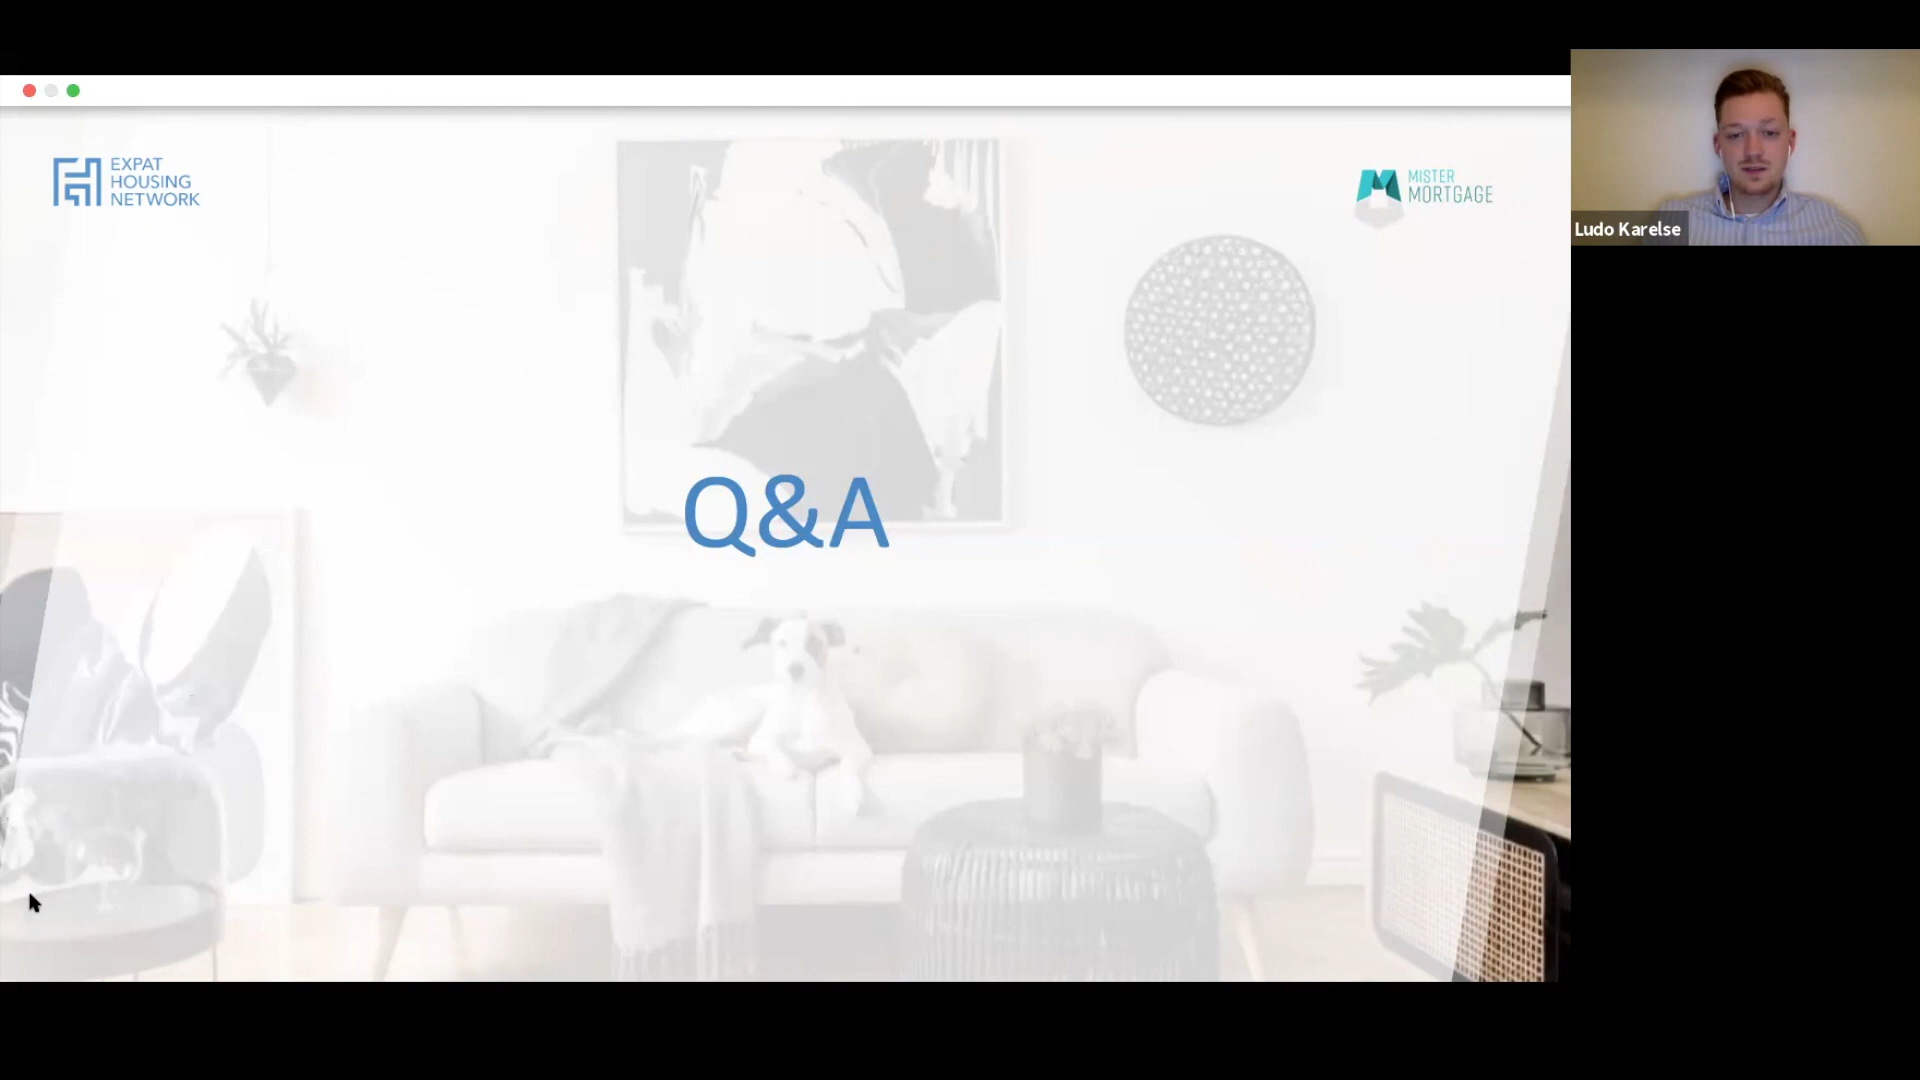 EXPAT
HOUSING
NETWORK
MISTER
MORTGAGE
Ludo Karelse
Q&A